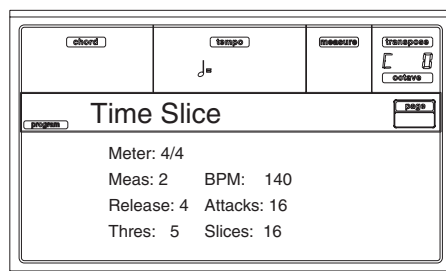 chord tempo measure transpose
♩=
C 0
octave
program Time Slice page
Meter: 4/4
Meas: 2 BPM: 140
Release: 4 Attacks: 16
Thres: 5 Slices: 16